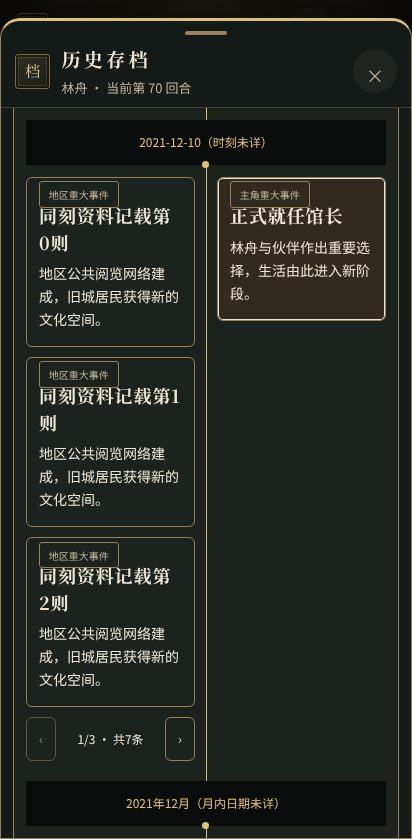 档
历史存档
林舟 · 当前第 70 回合
×
2021-12-10（时刻未详）
地区重大事件
同刻资料记载第
0则
地区公共阅览网络建
成，旧城居民获得新的
文化空间。
主角重大事件
正式就任馆长
林舟与伙伴作出重要选
择，生活由此进入新阶
段。
地区重大事件
同刻资料记载第1
则
地区公共阅览网络建
成，旧城居民获得新的
文化空间。
地区重大事件
同刻资料记载第
2则
地区公共阅览网络建
成，旧城居民获得新的
文化空间。
‹ 1/3 · 共7条 ›
2021年12月（月内日期未详）